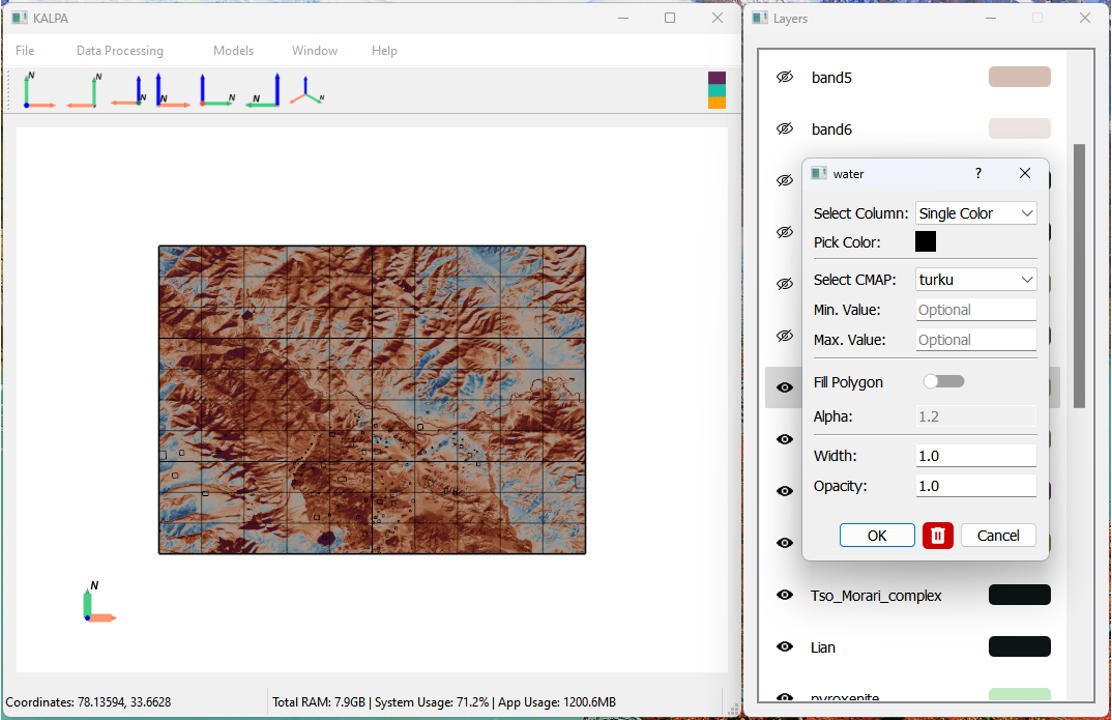 KALPA
File Data Processing Models Window Help
N N N N N N N
N
Coordinates: 78.13594, 33.6628
Total RAM: 7.9GB | System Usage: 71.2% | App Usage: 1200.6MB
Layers
band5
band6
water ?
Select Column: Single Color
Pick Color:
Select CMAP: turku
Min. Value: Optional
Max. Value: Optional
Fill Polygon
Alpha: 1.2
Width: 1.0
Opacity: 1.0
OK Cancel
Tso_Morari_complex
Lian
pyroxenite